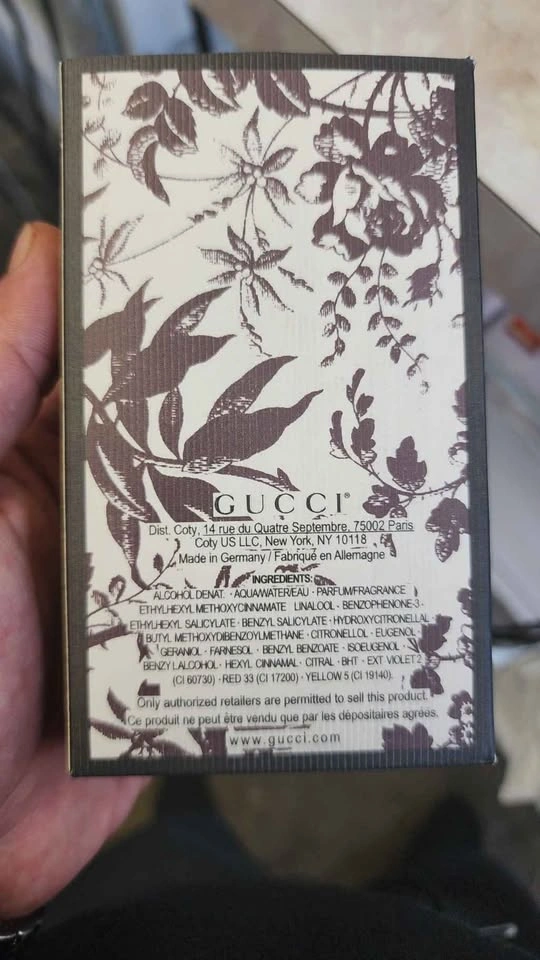 GUCCI®
Dist. Coty, 14 rue du Quatre Septembre, 75002 Paris
Coty US LLC, New York, NY 10118
Made in Germany / Fabriqué en Allemagne
INGREDIENTS:
ALCOHOL DENAT. · AQUAWATER/EAU · PARFUM/FRAGRANCE
ETHYLHEXYL METHOXYCINNAMATE LINALOOL · BENZOPHENONE-3·
ETHYLHEXYL SALICYLATE · BENZYL SALICYLATE · HYDROXYCITRONELLAL
BUTYL METHOXYDIBENZOYLMETHANE · CITRONELLOL · EUGENOL·
GERANIOL · FARNESOL · BENZYL BENZOATE · ISOEUGENOL ·
BENZYLALCOHOL · HEXYL CINNAMAL · CITRAL · BHT · EXT VIOLET 2
(CI 60730) · RED 33 (CI 17200) · YELLOW 5 (CI 19140).
Only authorized retailers are permitted to sell this product.
Ce produit ne peut être vendu que par les dépositaires agréés.
www.gucci.com